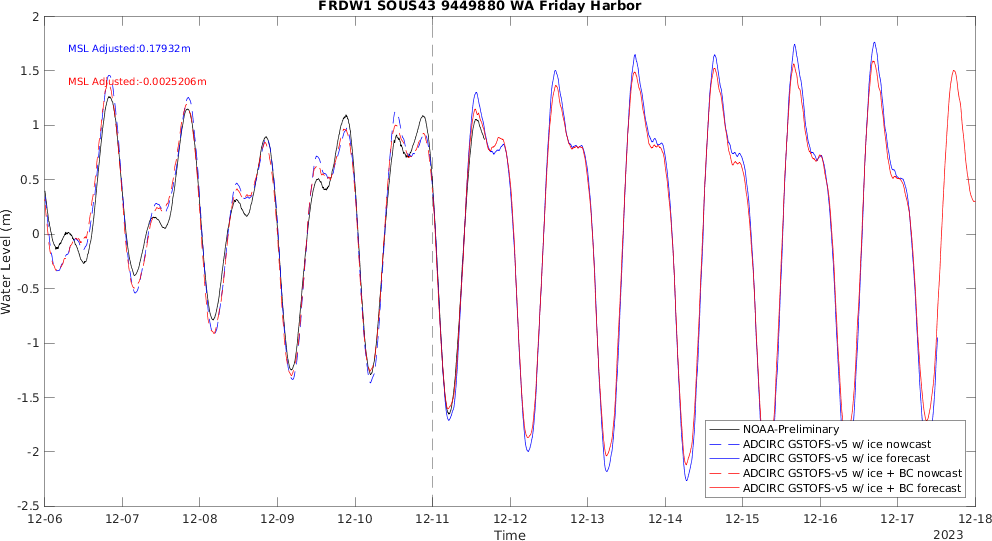 FRDW1 SOUS43 9449880 WA Friday Harbor
MSL Adjusted:0.17932m
MSL Adjusted:-0.0025206m
Water Level (m)
2
1.5
1
0.5
0
-0.5
-1
-1.5
-2
-2.5
NOAA-Preliminary
ADCIRC GSTOFS-v5 w/ ice nowcast
ADCIRC GSTOFS-v5 w/ ice forecast
ADCIRC GSTOFS-v5 w/ ice + BC nowcast
ADCIRC GSTOFS-v5 w/ ice + BC forecast
12-06 12-07 12-08 12-09 12-10 12-11 12-12 12-13 12-14 12-15 12-16 12-17 12-18
Time
2023